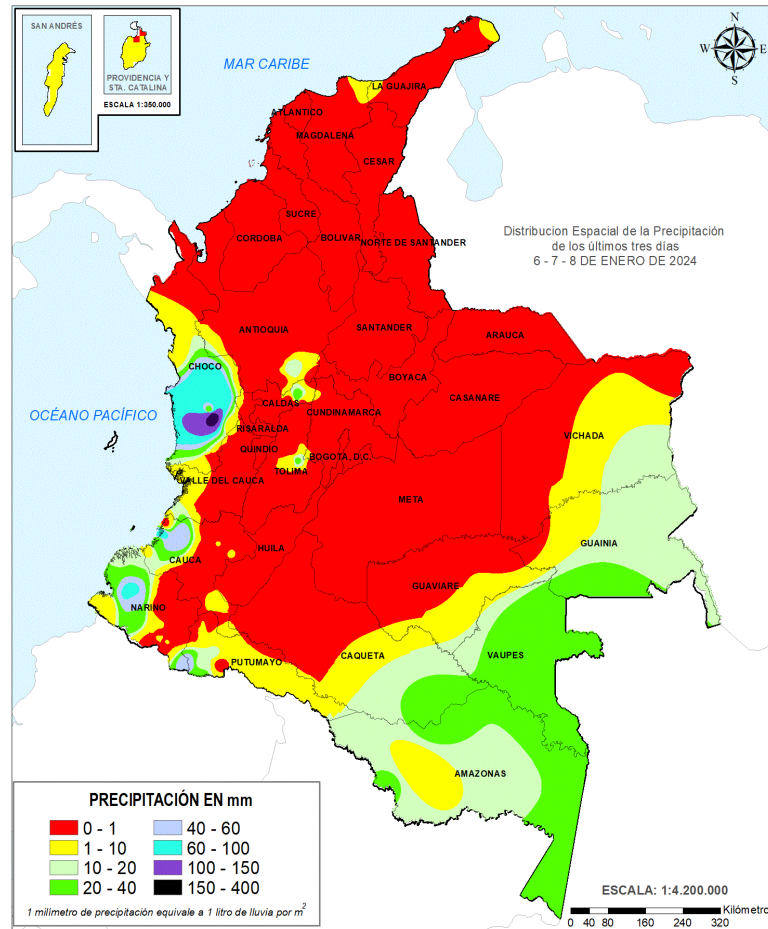 SAN ANDRÉS
PROVIDENCIA Y
STA. CATALINA
ESCALA 1:350.000
N
W
E
S
MAR CARIBE
LA GUAJIRA
ATLANTICO
MAGDALENA
CESAR
SUCRE
CORDOBA
BOLIVAR
NORTE DE SANTANDER
Distribucion Espacial de la Precipitación
de los últimos tres días
6 - 7 - 8 DE ENERO DE 2024
ANTIOQUIA
SANTANDER
ARAUCA
CHOCO
BOYACA
CASANARE
CALDAS
CUNDINAMARCA
OCÉANO PACÍFICO
RISARALDA
VICHADA
QUINDIO
BOGOTA, D.C.
TOLIMA
VALLE DEL CAUCA
META
GUAINIA
HUILA
CAUCA
GUAVIARE
NARIÑO
CAQUETA
VAUPES
PUTUMAYO
AMAZONAS
PRECIPITACIÓN EN mm
0 - 1
40 - 60
1 - 10
60 - 100
10 - 20
100 - 150
20 - 40
150 - 400
1 milímetro de precipitación equivale a 1 litro de lluvia por m2
ESCALA: 1:4.200.000
Kilómetro
0 40 80 160 240 320